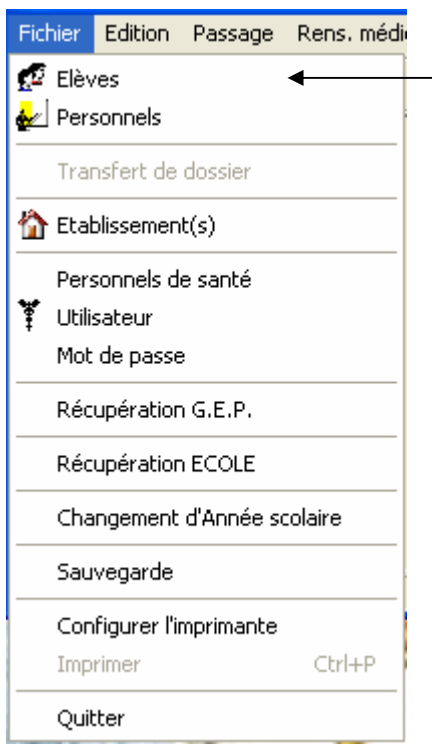 Fichier Edition Passage Rens. médi
Elèves
Personnels
Transfert de dossier
Etablissement(s)
Personnels de santé
Utilisateur
Mot de passe
Récupération G.E.P.
Récupération ECOLE
Changement d'Année scolaire
Sauvegarde
Configurer l'imprimante
Imprimer Ctrl+P
Quitter